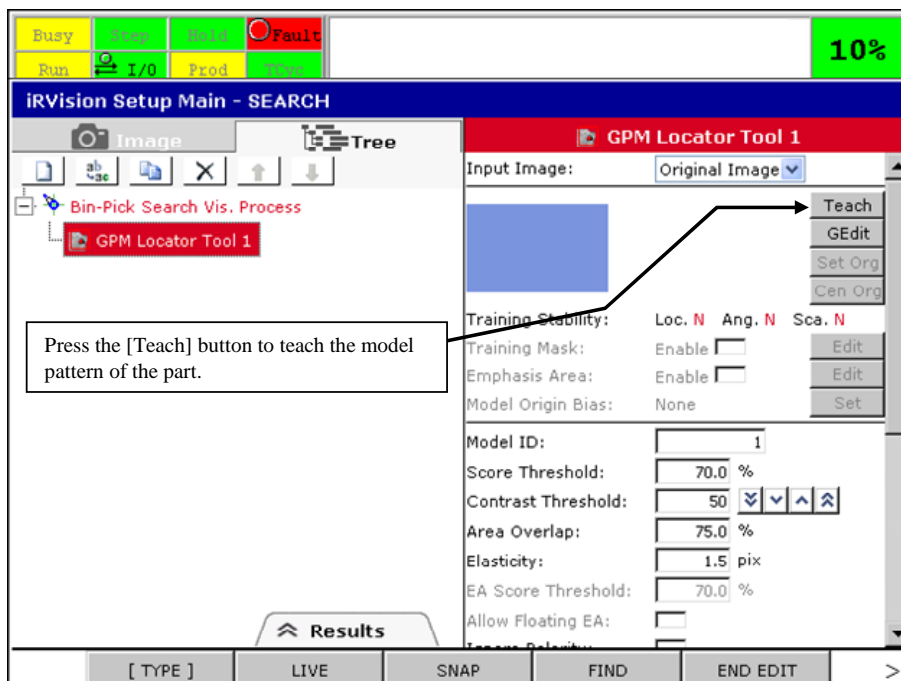 Busy Step Hold Fault
Run I/O Prod TCyc
10%
iRVision Setup Main - SEARCH
Image Tree
Bin-Pick Search Vis. Process
GPM Locator Tool 1
Press the [Teach] button to teach the model
pattern of the part.
Results
GPM Locator Tool 1
Input Image: Original Image
Teach
GEdit
Set Org
Cen Org
Training Stability: Loc. N Ang. N Sca. N
Training Mask: Enable Edit
Emphasis Area: Enable Edit
Model Origin Bias: None Set
Model ID: 1
Score Threshold: 70.0 %
Contrast Threshold: 50
Area Overlap: 75.0 %
Elasticity: 1.5 pix
EA Score Threshold: 70.0 %
Allow Floating EA:
Ignore Polarity:
[ TYPE ] LIVE SNAP FIND END EDIT >